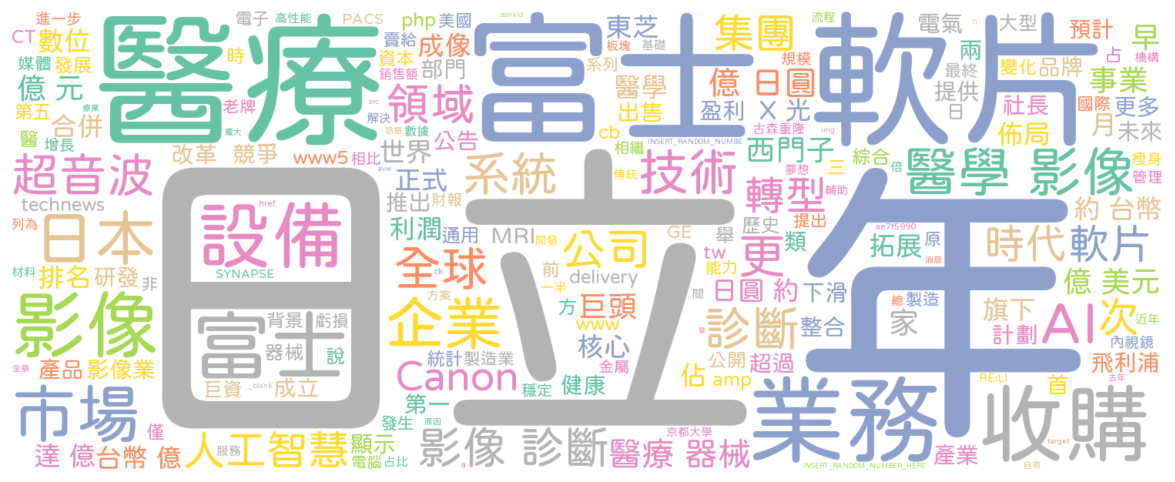 進一步 電子 高性能 PACS php 美國 zoneid 東芝 集團 流程 電氣 n 大型 預計 早
CT 數位 醫療 時 賣給 成像 板塊 基礎 富士 軟片 規模 兩 占 機構
媒體 發展 資本 部門 系列 醫學 億 日圓 最終 變化 品牌 事業
億 元 銷售額 領域 出售 盈利 X 光 提供 社長 國際 更多
第五 療棄 老牌 src 解決 cb 古森重隆 img 日 佈局 月 未來
醫 增長 合併 龐大 話題 數據 公告 相繼 INSERT_RANDOM_NUMBE 西門子 綜合 倍 醫學 影像 瘦身
改革 競爭 www5 相比 世界 系統 傳統 技術 夢想 三 輔助 管理
超音波 avw 正式 轉型 提出
technews 推出 財報 歷史 ae7f5990 約 台幣
列為 日本 設備 href 利潤 通用 MRI 開發 公司 GE 舉 tw 更 類 拓展 原 消息 時代 軟片
SYNAPSE 日立 全球 ck 前 delivery 能力 年
材料 排名 研發 非 方案 一半 方 巨頭 間 日圓 約 下滑 總 製造 億 美元
影像 富士 背景 虧損 企業 www 診斷 整合 家 旗下 AI 次 近年
器械 說 統計 製造業 核心 計劃 內視鏡
金額 產品 影像業 巨資 _blank 成立 Canon 金屬 公開 超過 飛利浦
穩定 健康 佔 amp REiLI 首 去年
市場 第一 業務 收購
僅 發生 原因 京都大學
達 億 台幣 億 人工智慧 服務 顯示 影像 診斷 醫療 器械 產業 target
電腦 占比 a INSERT_RANDOM_NUMBER_HERE 自帶